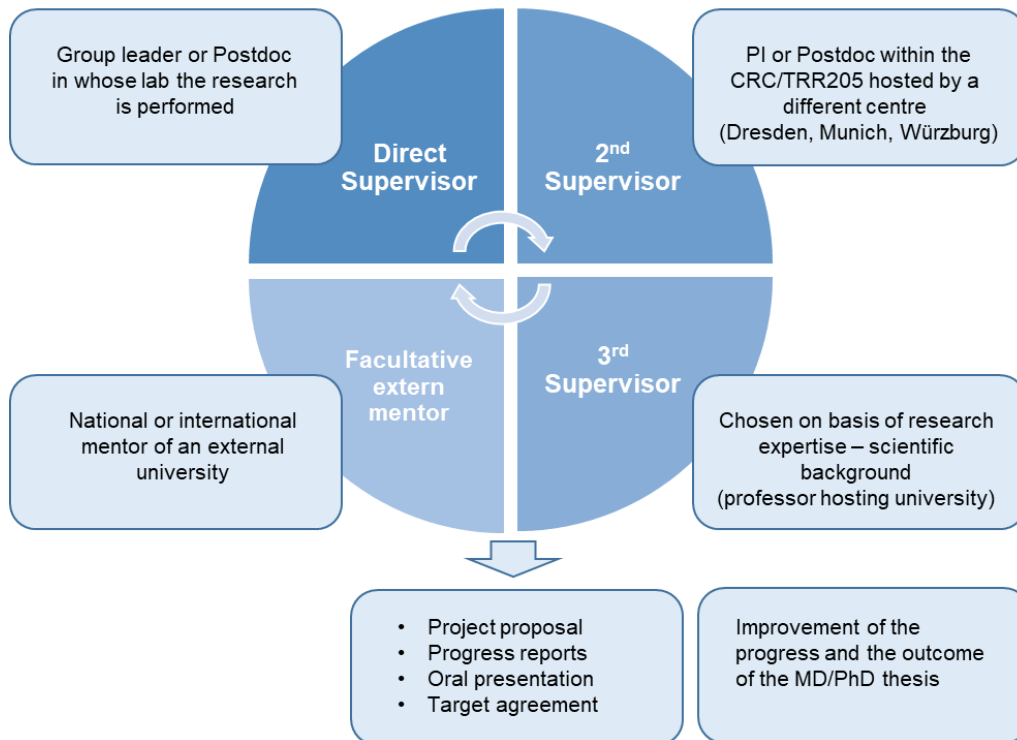 Group leader or Postdoc
in whose lab the research
is performed
PI or Postdoc within the
CRC/TRR205 hosted by a
different centre
(Dresden, Munich, Würzburg)
Direct
Supervisor
2nd
Supervisor
Facultative
extern
mentor
3rd
Supervisor
National or international
mentor of an external
university
Chosen on basis of research
expertise – scientific
background
(professor hosting university)
• Project proposal
• Progress reports
• Oral presentation
• Target agreement
Improvement of the
progress and the outcome
of the MD/PhD thesis